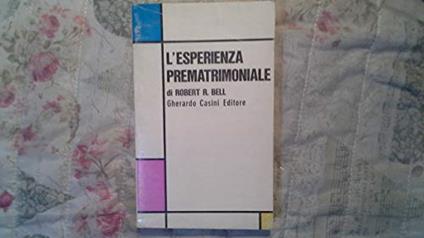 L'ESPERIENZA
PREMATRIMONIALE
di ROBERT R. BELL
Gherardo Casini Editore